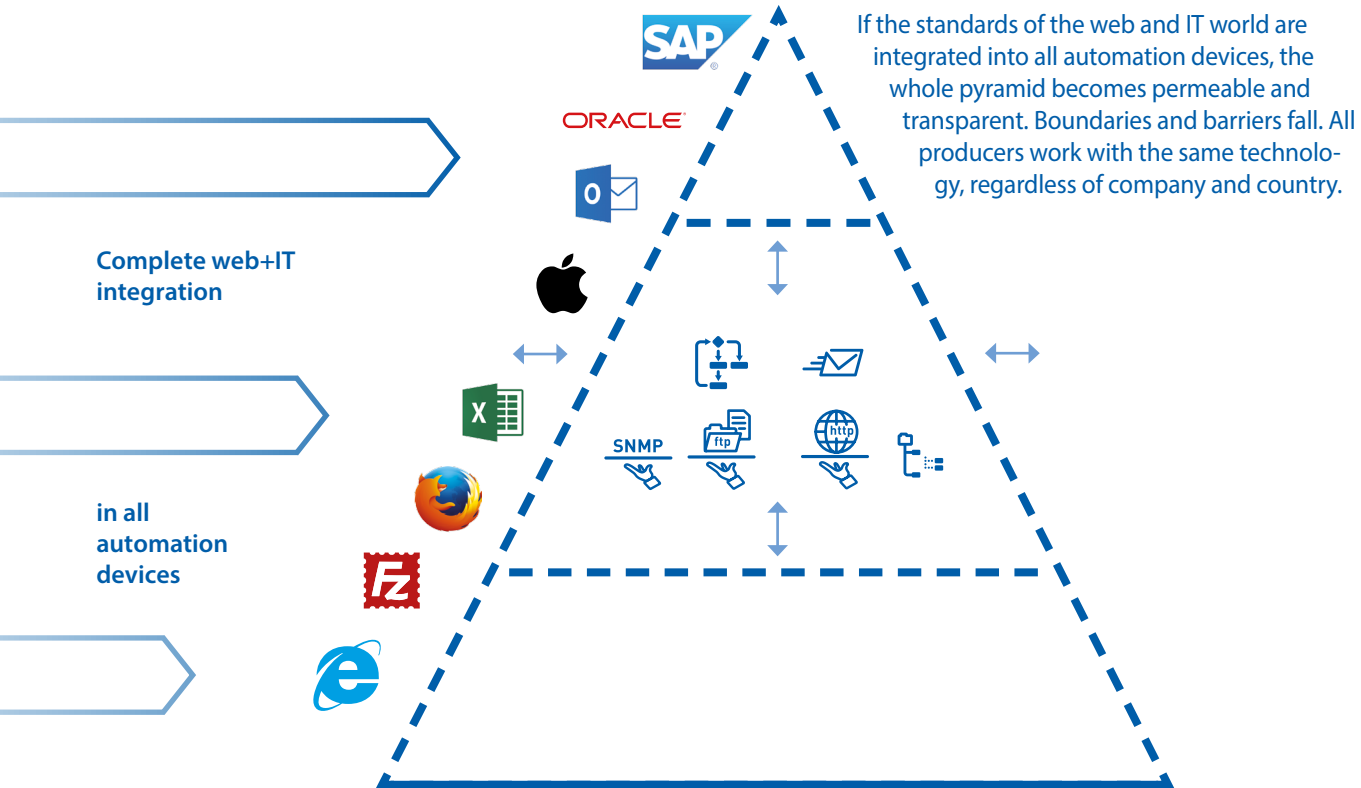 SAP
®
If the standards of the web and IT world are
integrated into all automation devices, the
whole pyramid becomes permeable and
transparent. Boundaries and barriers fall. All
producers work with the same technolo-
gy, regardless of company and country.
ORACLE®
O
Complete web+IT
integration
X
http
SNMP
ftp
in all
automation
devices
Fz
e